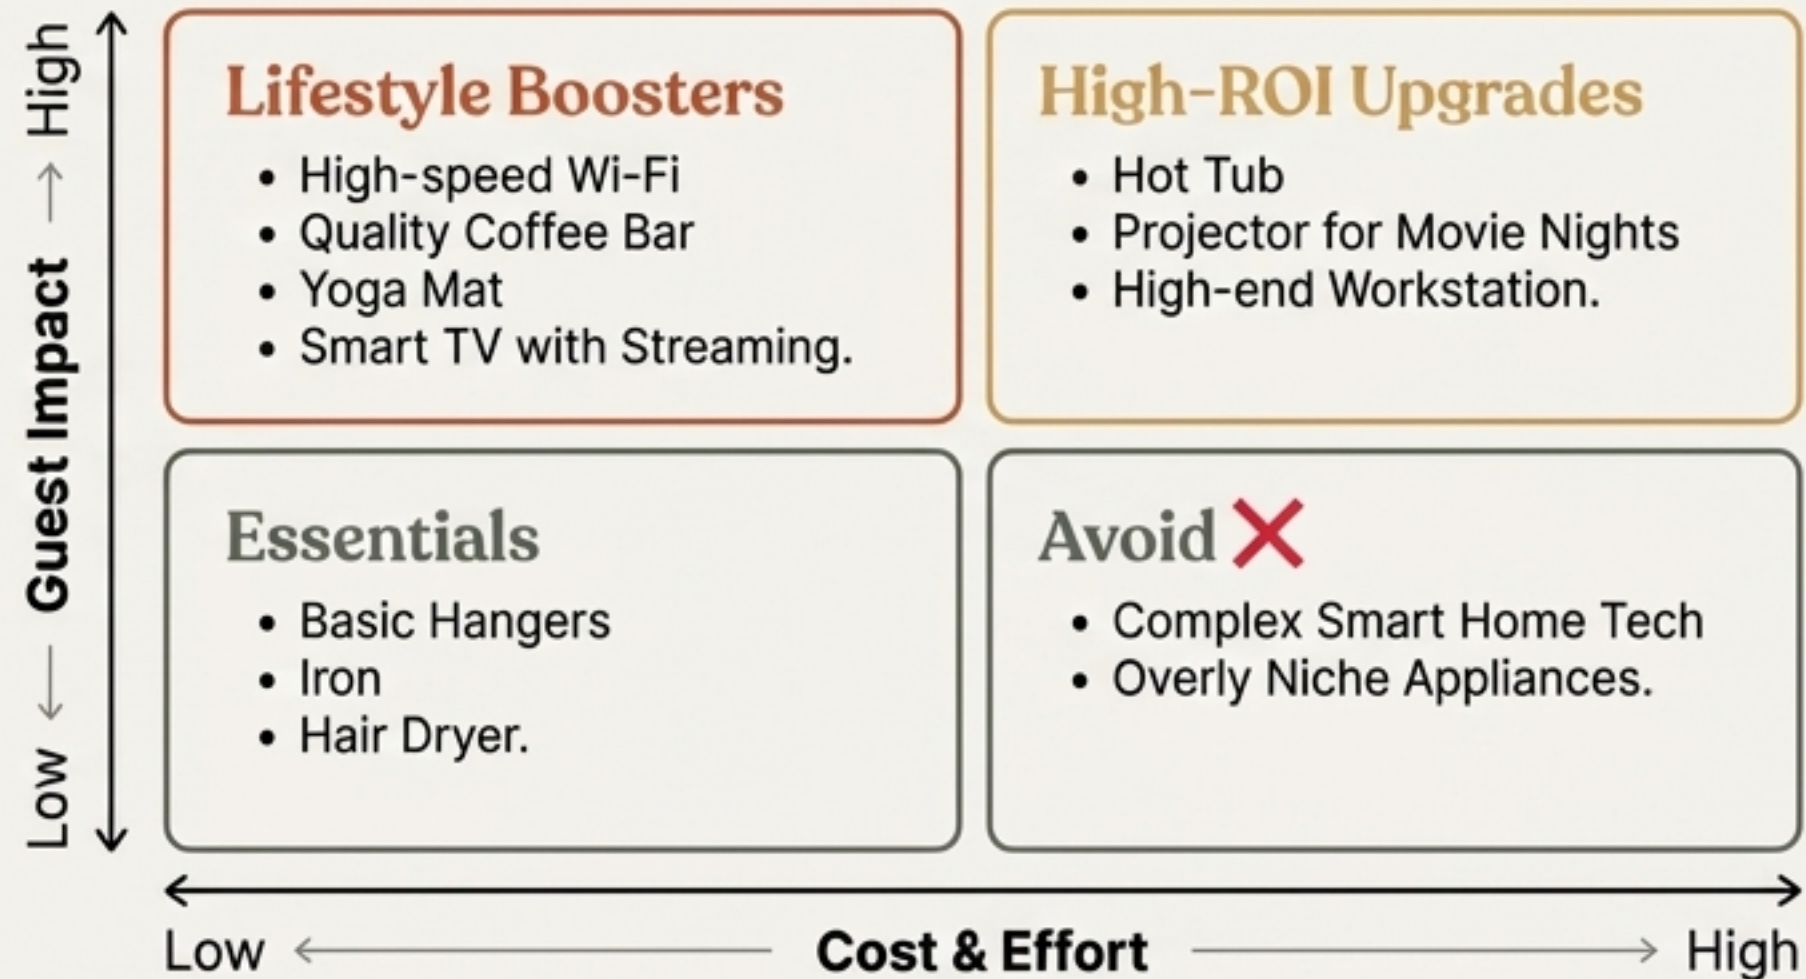 High
Guest Impact
Low
Lifestyle Boosters
• High-speed Wi-Fi
• Quality Coffee Bar
• Yoga Mat
• Smart TV with Streaming.
High-ROI Upgrades
• Hot Tub
• Projector for Movie Nights
• High-end Workstation.
Essentials
• Basic Hangers
• Iron
• Hair Dryer.
Avoid ❌
• Complex Smart Home Tech
• Overly Niche Appliances.
Low
Cost & Effort
High